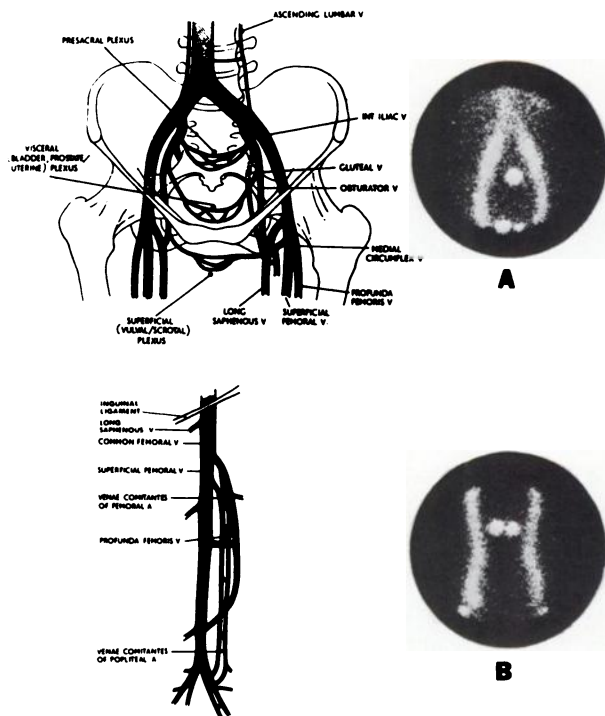 ASCENDING LUMBAR V
PRESACRAL PLEXUS
INT ILIAC V
VISCERAL
(BLADDER, PROSTATE/
UTERINE) PLEXUS
GLUTEAL V
OBTURATOR V
MEDIAL
CIRCUMPLEX V
PROFUNDA
FEMORIS V
LONG
SAPHENOUS V
SUPERFICIAL
FEMORAL V.
SUPERFICIAL
(VULVAL/SCROTAL)
PLEXUS
A
INGUINAL
LIGAMENT
LONG
SAPHENOUS V
COMMON FEMORAL V
SUPERFICIAL FEMORAL V
VENAE COMITANTES
OF FEMORAL A
PROFUNDA FEMORIS V
VENAE COMITANTES
OF POPLITEAL A
B